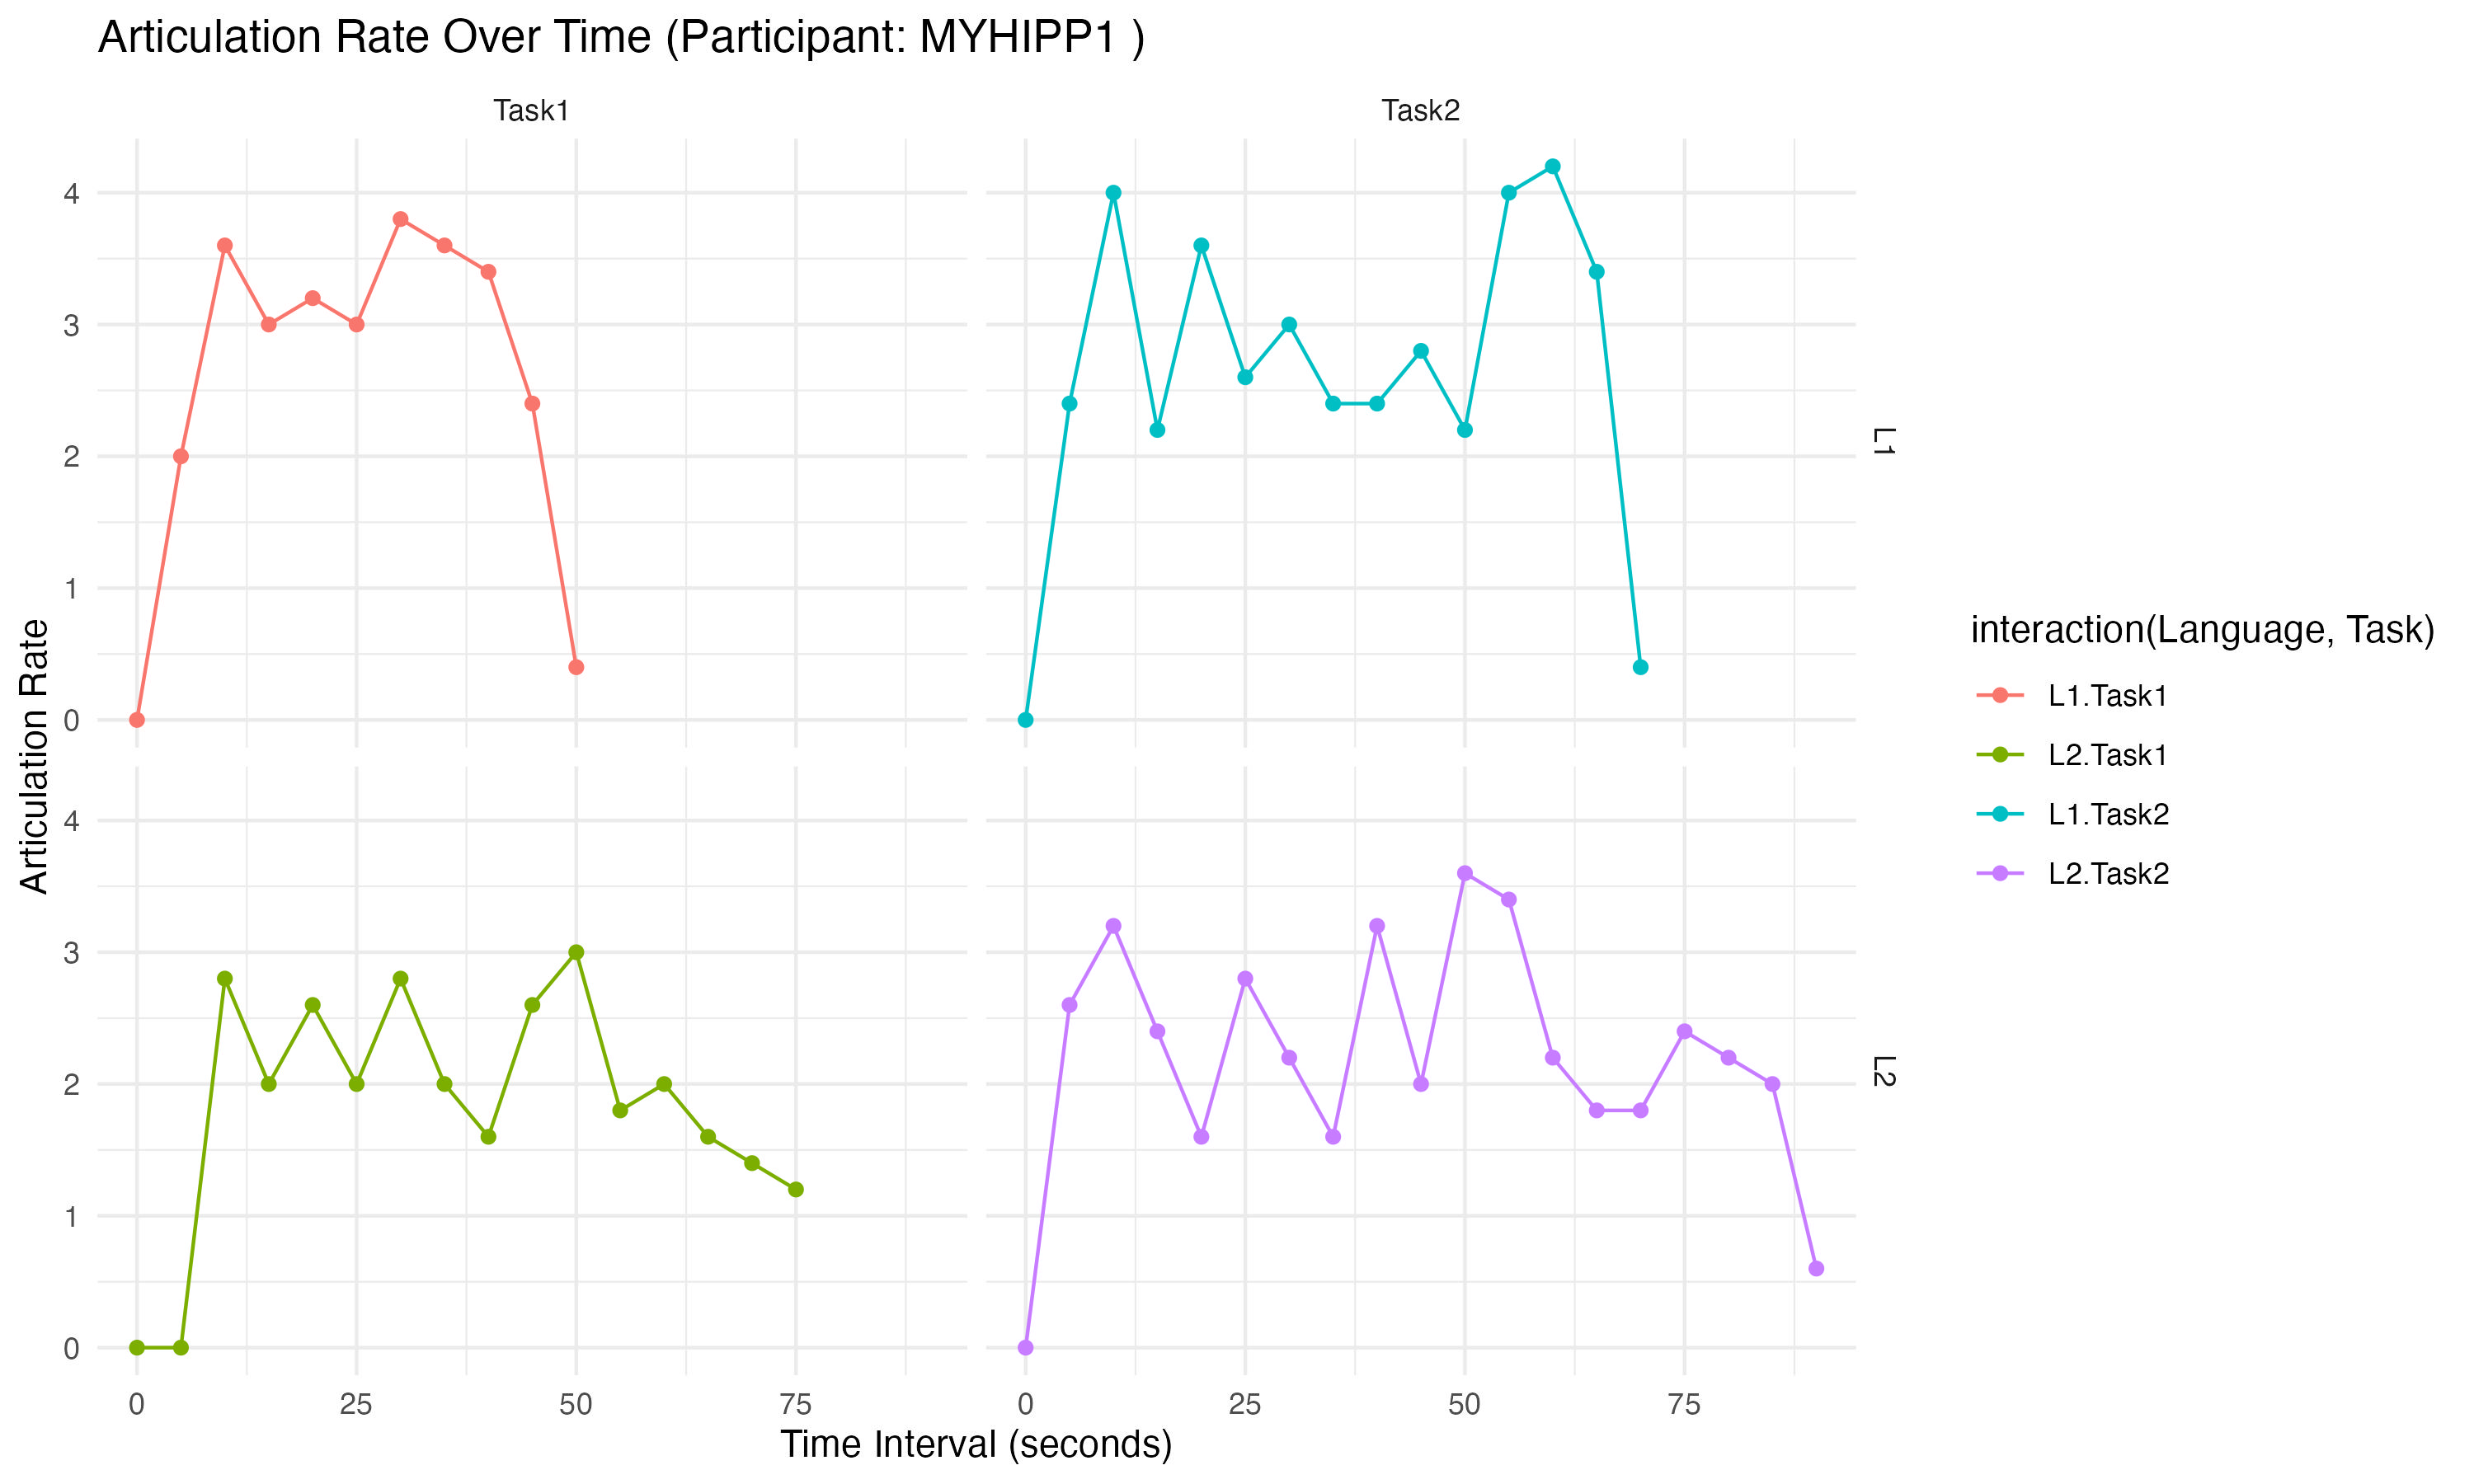 Articulation Rate Over Time (Participant: MYHIPP1 )
Task1 Task2
4
3
2
1
0
L1
4
3
2
1
0
L2
0 25 50 75 0 25 50 75
Time Interval (seconds)
Articulation Rate
interaction(Language, Task)
L1.Task1
L2.Task1
L1.Task2
L2.Task2